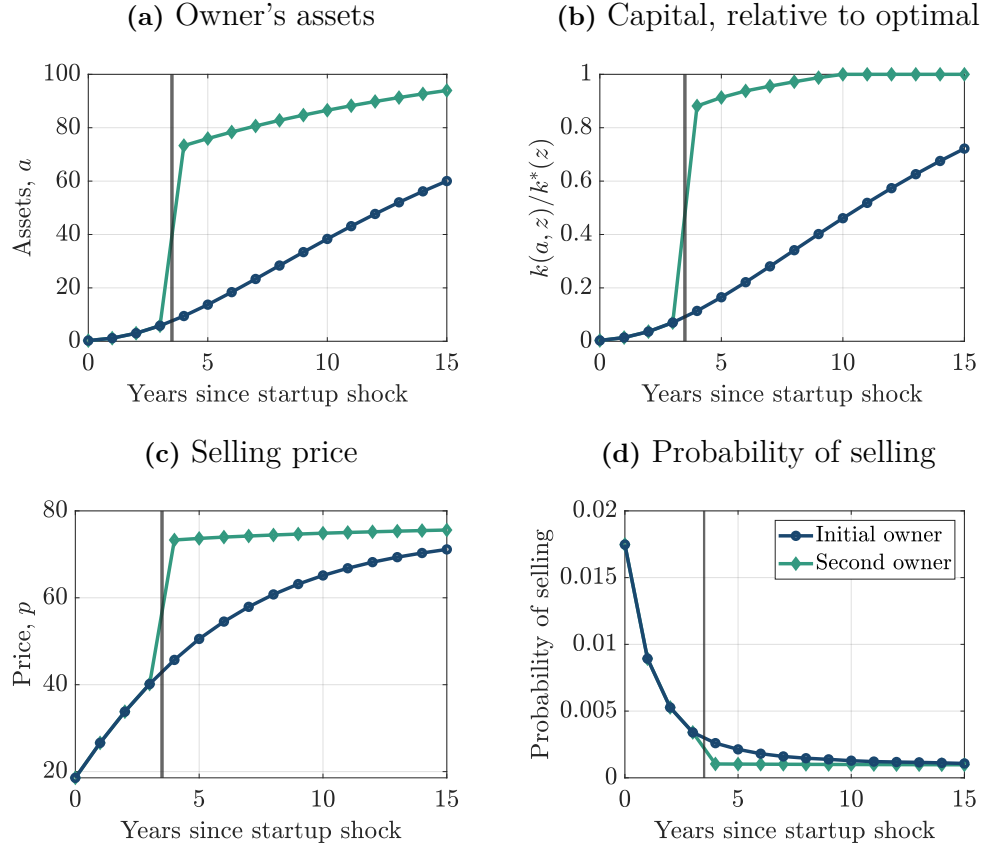 (a) Owner's assets
100
80
60
40
20
0
0 5 10 15
Assets, a
Years since startup shock
(b) Capital, relative to optimal
1
0.8
0.6
0.4
0.2
0
0 5 10 15
k(a, z)/k*(z)
Years since startup shock
(c) Selling price
80
60
40
20
0 5 10 15
Price, p
Years since startup shock
(d) Probability of selling
0.02
0.015
0.01
0.005
0
0 5 10 15
Probability of selling
Initial owner
Second owner
Years since startup shock